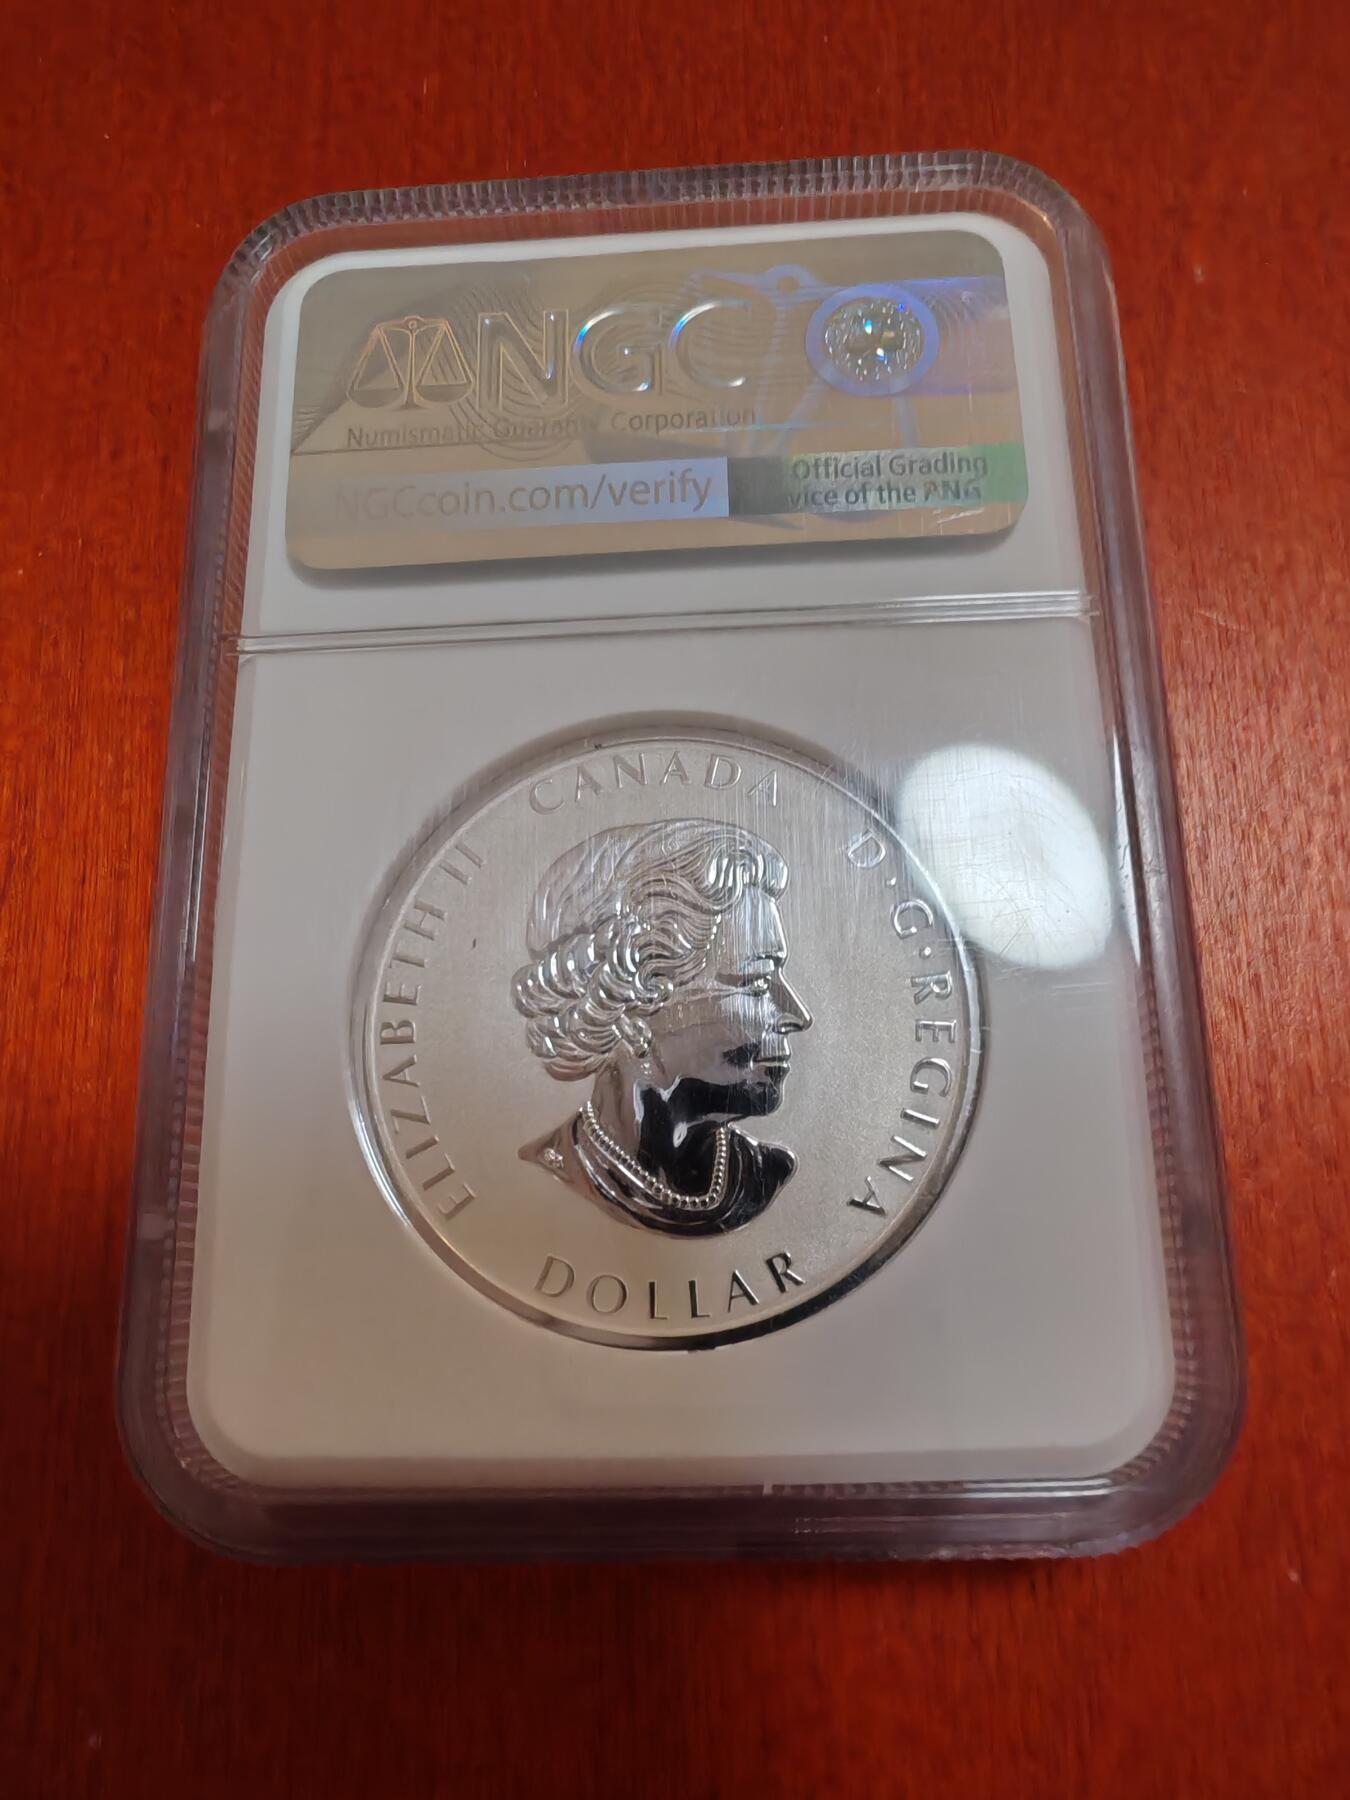 NGC
Numismatic Guaranty Corporation
NGCcoin.com/verify
Official Grading
vice of the ANA
ELIZABETH II CANADA D·G·REGINA
DOLLAR